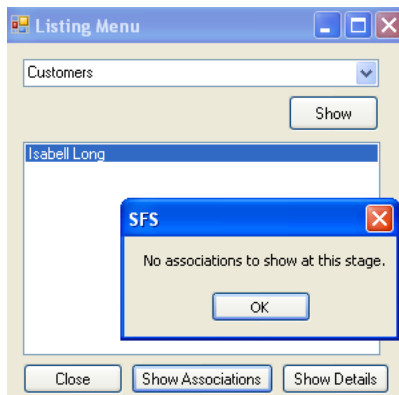 Listing Menu
Customers
Show
Isabell Long
SFS
No associations to show at this stage.
OK
Close
Show Associations
Show Details